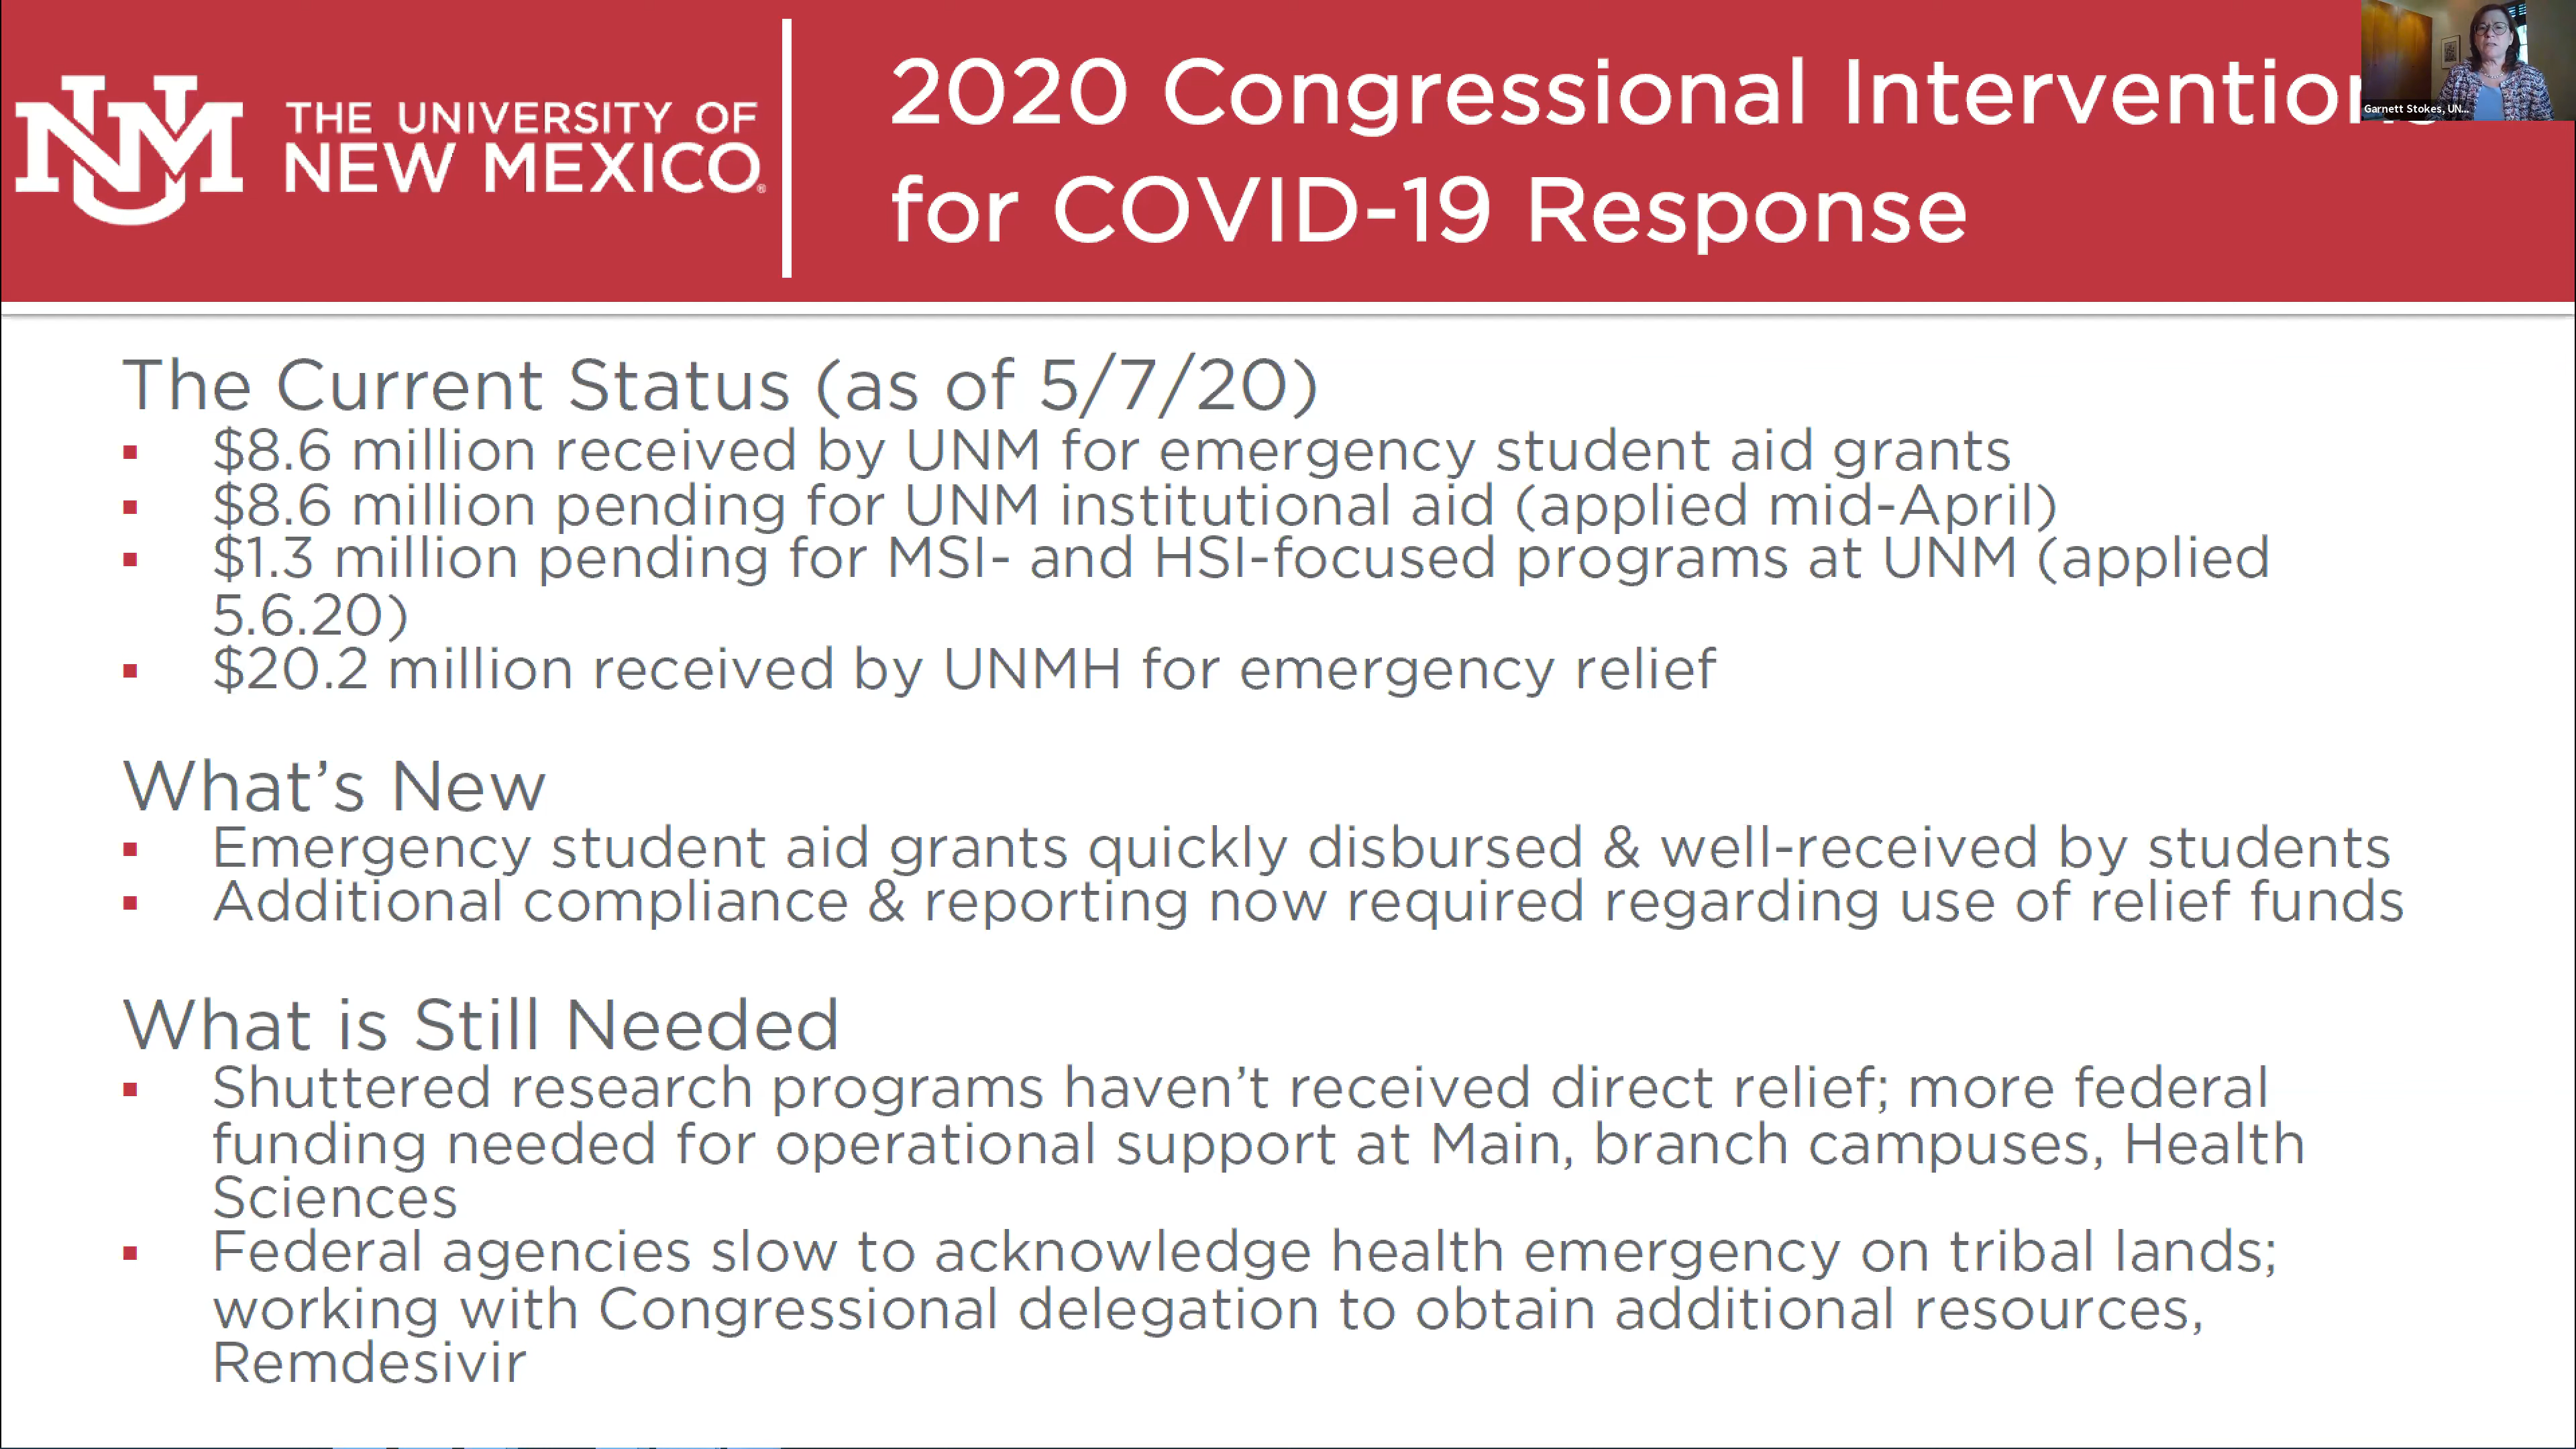 UNM
THE UNIVERSITY OF
NEW MEXICO®
2020 Congressional Intervention
for COVID-19 Response
Garnett Stokes, UN...
The Current Status (as of 5/7/20)
▪ $8.6 million received by UNM for emergency student aid grants
▪ $8.6 million pending for UNM institutional aid (applied mid-April)
▪ $1.3 million pending for MSI- and HSI-focused programs at UNM (applied
5.6.20)
▪ $20.2 million received by UNMH for emergency relief
What’s New
▪ Emergency student aid grants quickly disbursed & well-received by students
▪ Additional compliance & reporting now required regarding use of relief funds
What is Still Needed
▪ Shuttered research programs haven’t received direct relief; more federal
funding needed for operational support at Main, branch campuses, Health
Sciences
▪ Federal agencies slow to acknowledge health emergency on tribal lands;
working with Congressional delegation to obtain additional resources,
Remdesivir